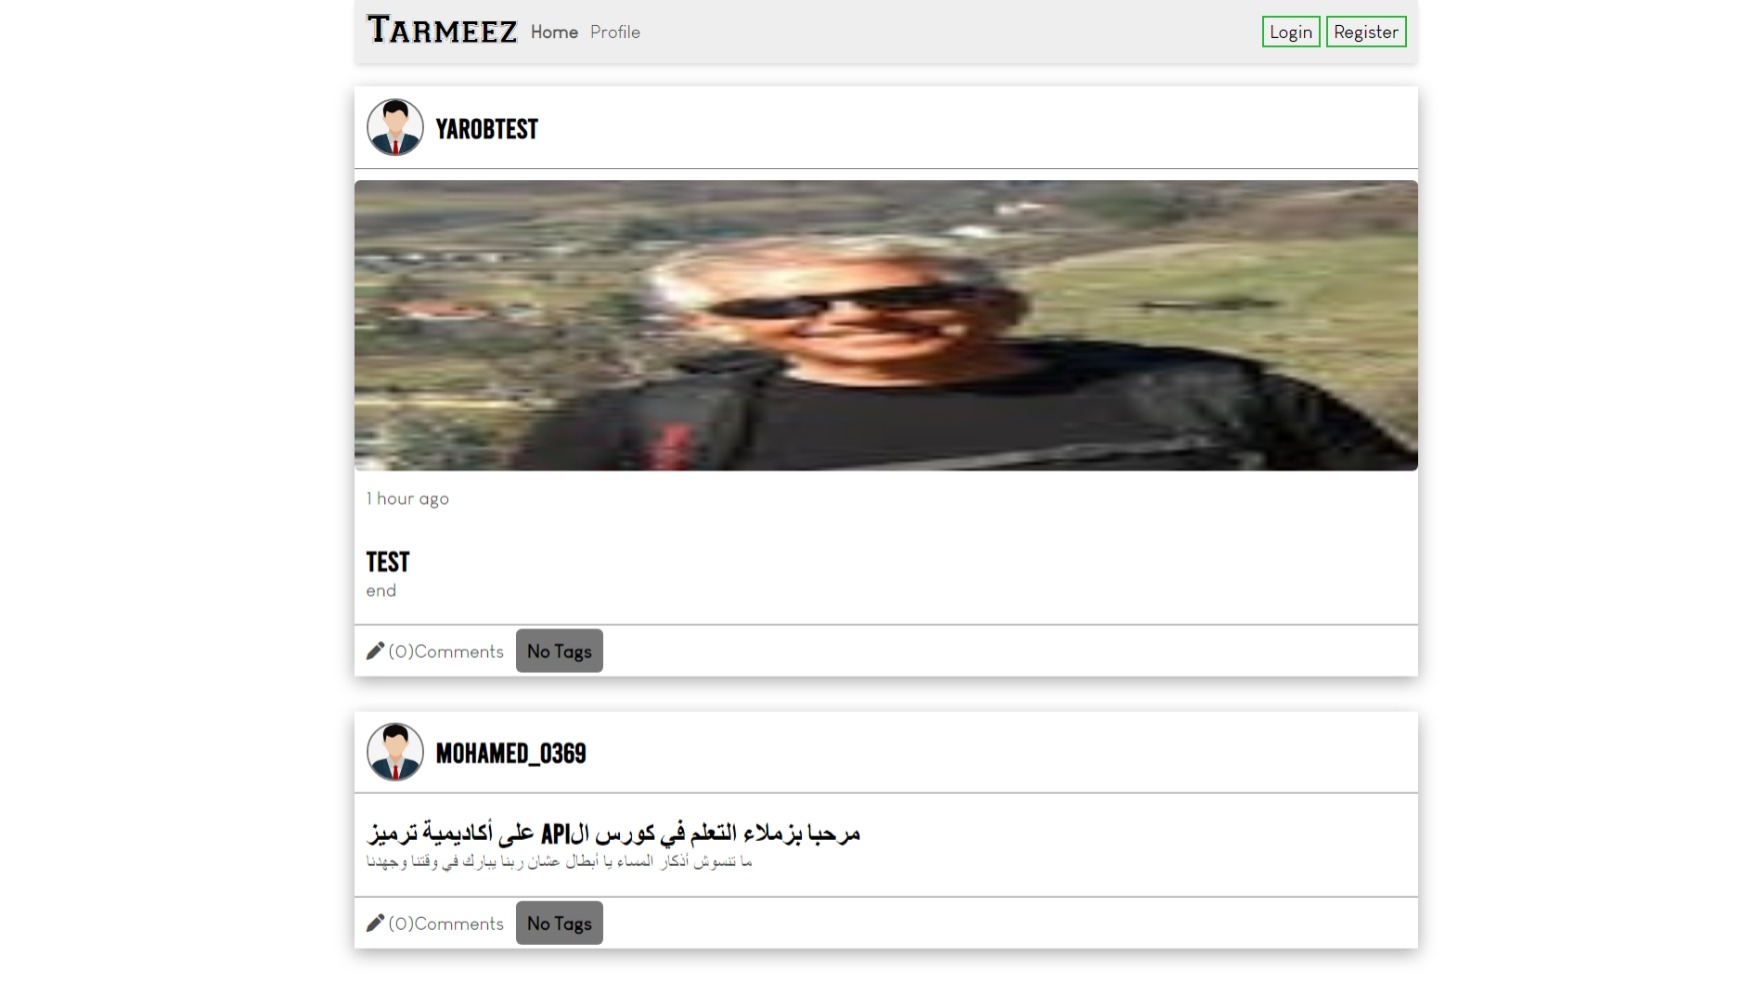 TARMEEZ Home Profile Login Register
YAROBTEST
1 hour ago
TEST
end
(0)Comments No Tags
MOHAMED_0369
مرحبا بزملاء التعلم في كورس الAPI على أكاديمية ترميز
ما تنسوش أذكار المساء يا أبطال عشان ربنا يبارك في وقتنا وجهدنا
(0)Comments No Tags